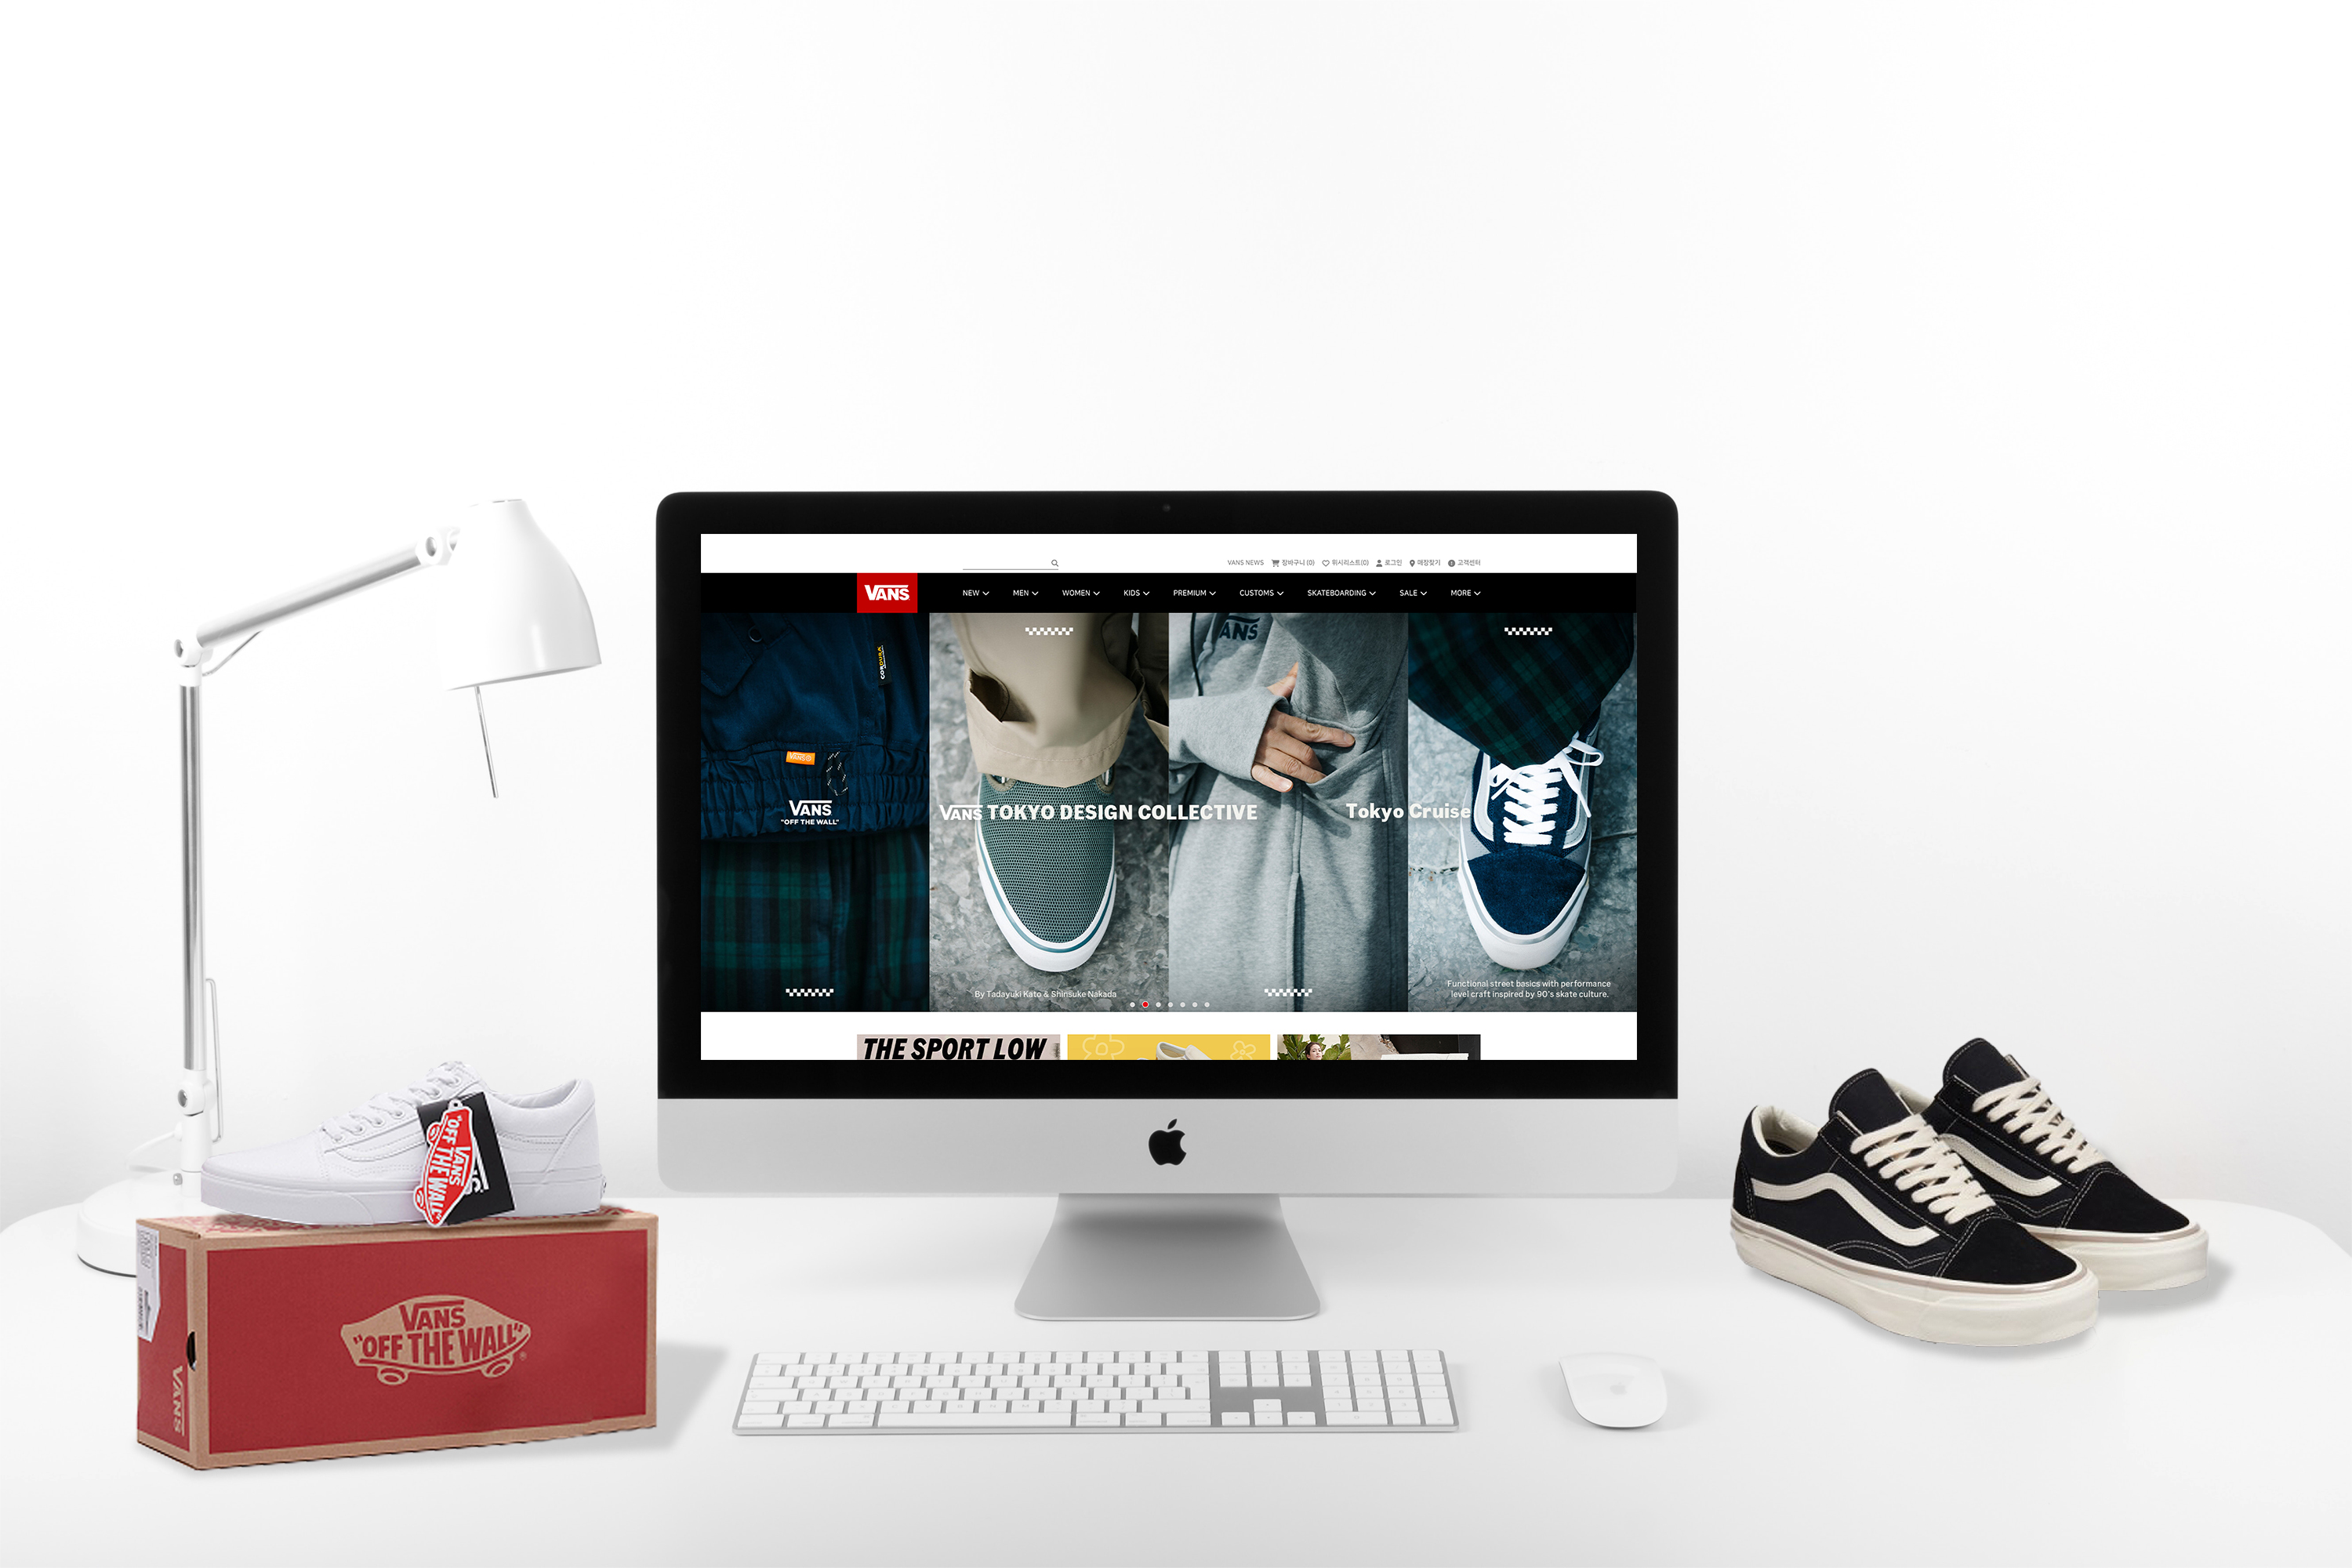 VANS NEWS 장바구니 (0) 위시리스트(0) 로그인 매장찾기 고객센터
VANS
NEW MEN WOMEN KIDS PREMIUM CUSTOMS SKATEBOARDING SALE MORE
CORDURA
VANS
VANS
VANS
"OFF THE WALL"
VANS TOKYO DESIGN COLLECTIVE
Tokyo Cruise
By Tadayuki Kato & Shinsuke Nakada
Functional street basics with performance
level craft inspired by 90's skate culture.
THE SPORT LOW
VANS
"OFF THE WALL"
VANS
"OFF THE WALL"®
VANS